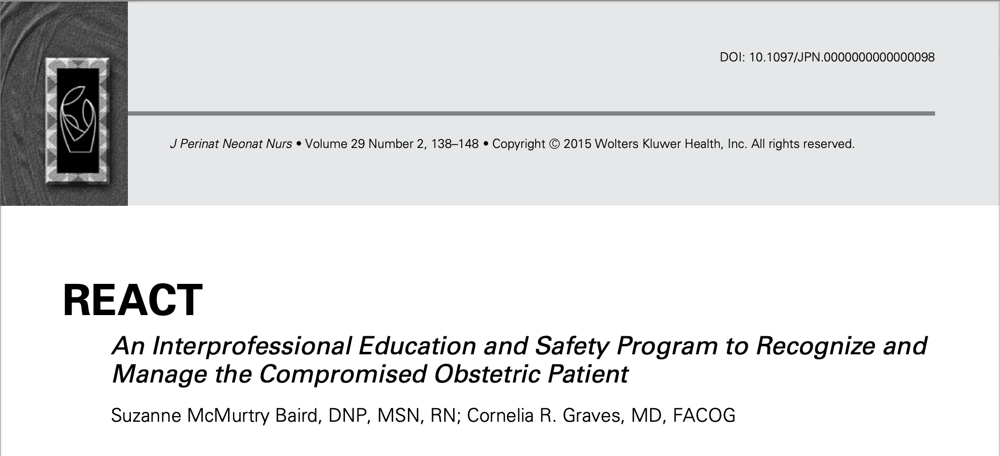 DOI: 10.1097/JPN.0000000000000098
J Perinat Neonat Nurs • Volume 29 Number 2, 138–148 • Copyright © 2015 Wolters Kluwer Health, Inc. All rights reserved.
REACT
An Interprofessional Education and Safety Program to Recognize and
Manage the Compromised Obstetric Patient
Suzanne McMurtry Baird, DNP, MSN, RN; Cornelia R. Graves, MD, FACOG